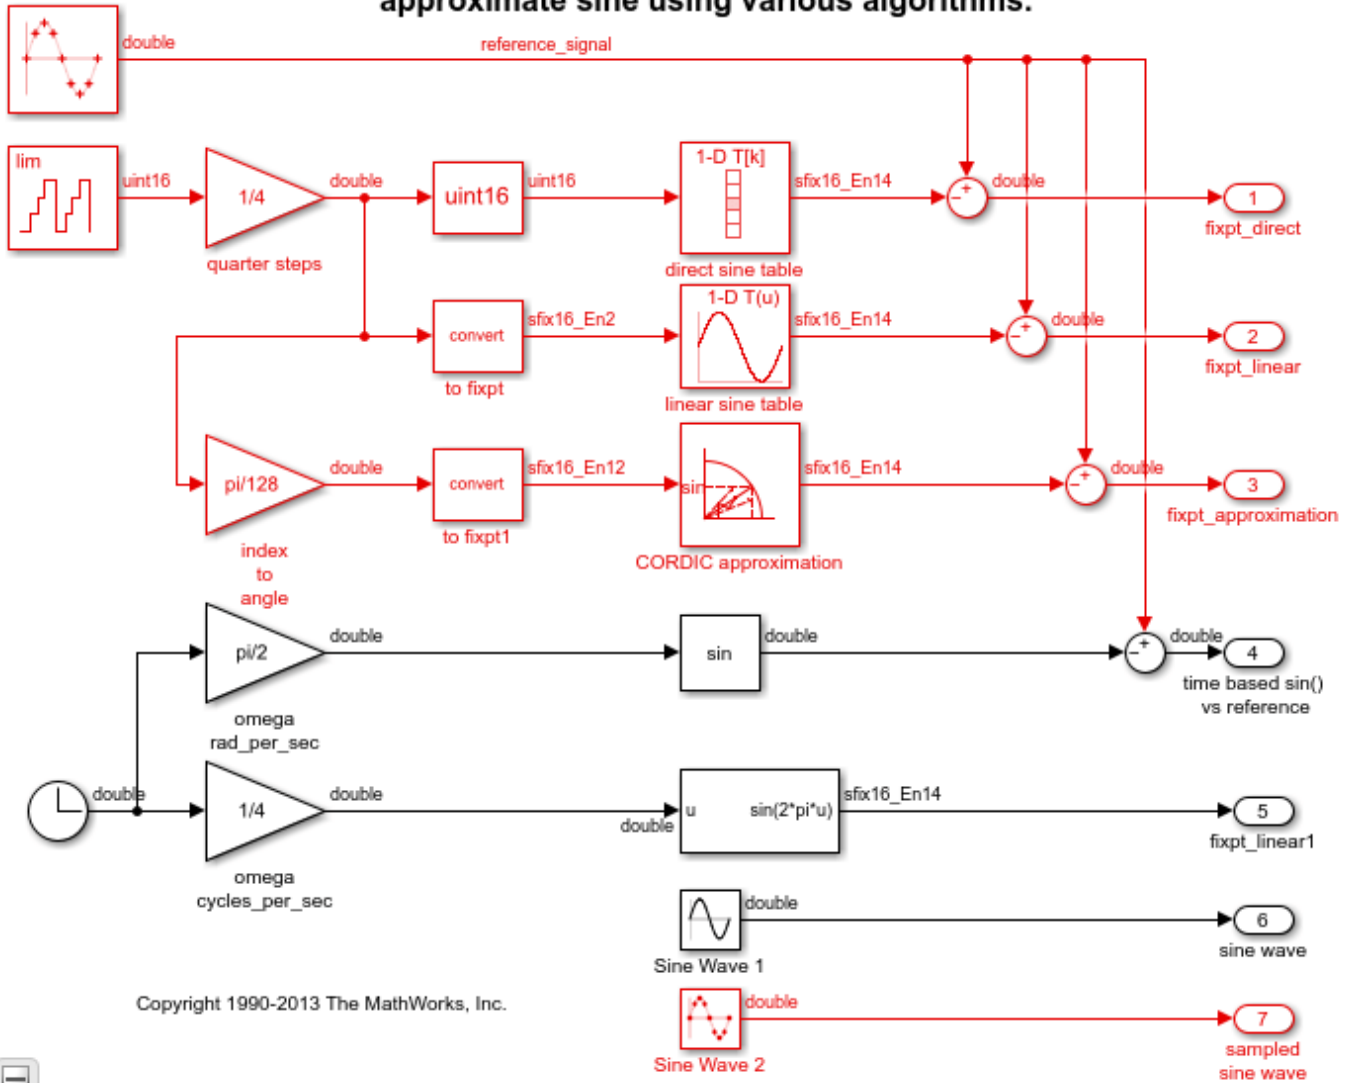 approximate sine using various algorithms.
double
reference_signal
lim
uint16
1/4
quarter steps
double
uint16
uint16
1-D T[k]
direct sine table
sfix16_En14
+
−
double
1
fixpt_direct
convert
to fixpt
sfix16_En2
1-D T(u)
linear sine table
sfix16_En14
+
−
double
2
fixpt_linear
pi/128
index
to
angle
double
convert
to fixpt1
sfix16_En12
sin
CORDIC approximation
sfix16_En14
+
−
double
3
fixpt_approximation
pi/2
omega
rad_per_sec
double
sin
double
+
−
double
4
time based sin()
vs reference
double
1/4
omega
cycles_per_sec
double
double
u
sin(2*pi*u)
sfix16_En14
5
fixpt_linear1
double
Sine Wave 1
6
sine wave
Copyright 1990-2013 The MathWorks, Inc.
double
Sine Wave 2
7
sampled
sine wave